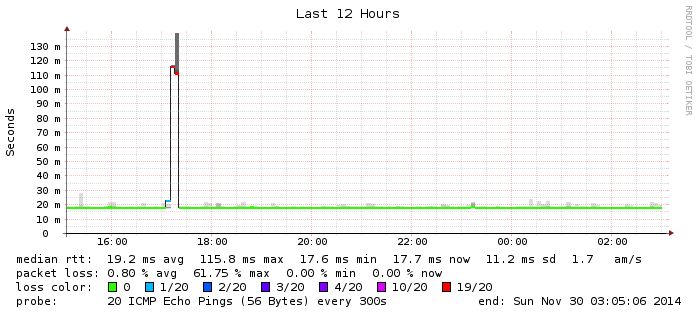 Last 12 Hours
RRDTOOL / TOBI OETIKER
Seconds
130 m
120 m
110 m
100 m
90 m
80 m
70 m
60 m
50 m
40 m
30 m
20 m
10 m
0
16:00 18:00 20:00 22:00 00:00 02:00
median rtt: 19.2 ms avg 115.8 ms max 17.6 ms min 17.7 ms now 11.2 ms sd 1.7 am/s
packet loss: 0.80 % avg 61.75 % max 0.00 % min 0.00 % now
loss color: 0 1/20 2/20 3/20 4/20 10/20 19/20
probe: 20 ICMP Echo Pings (56 Bytes) every 300s end: Sun Nov 30 03:05:06 2014